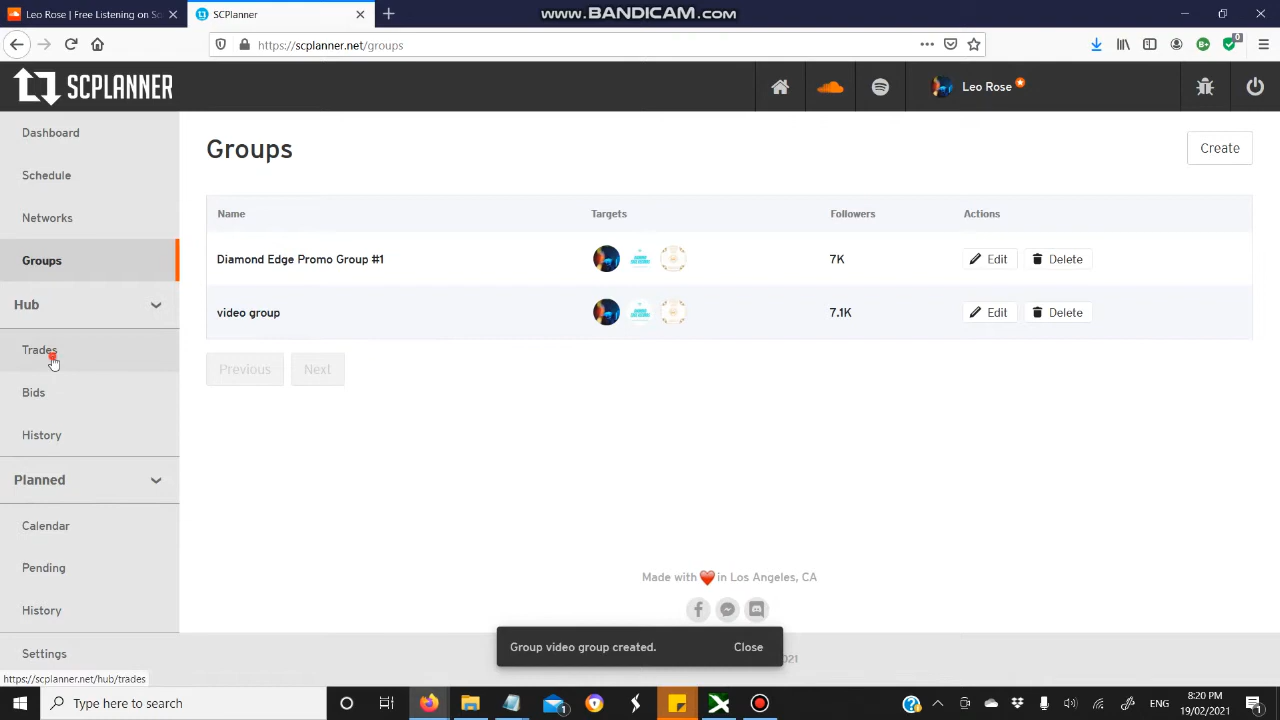 Leo Rose | Free Listening on So
SCPlanner
www.BANDICAM.com
https://scplanner.net/groups
0
SCPLANNER
Leo Rose
Dashboard
Schedule
Networks
Groups
Hub
Trades
Bids
History
Planned
Calendar
Pending
History
Settings
Groups
Create
Name Targets Followers Actions
Diamond Edge Promo Group #1 7K Edit Delete
video group 7.1K Edit Delete
Previous Next
Made with in Los Angeles, CA
Group video group created. Close
021
https://scplanner.net/hub/trades
Type here to search
1
ENG
8:20 PM
19/02/2021
1